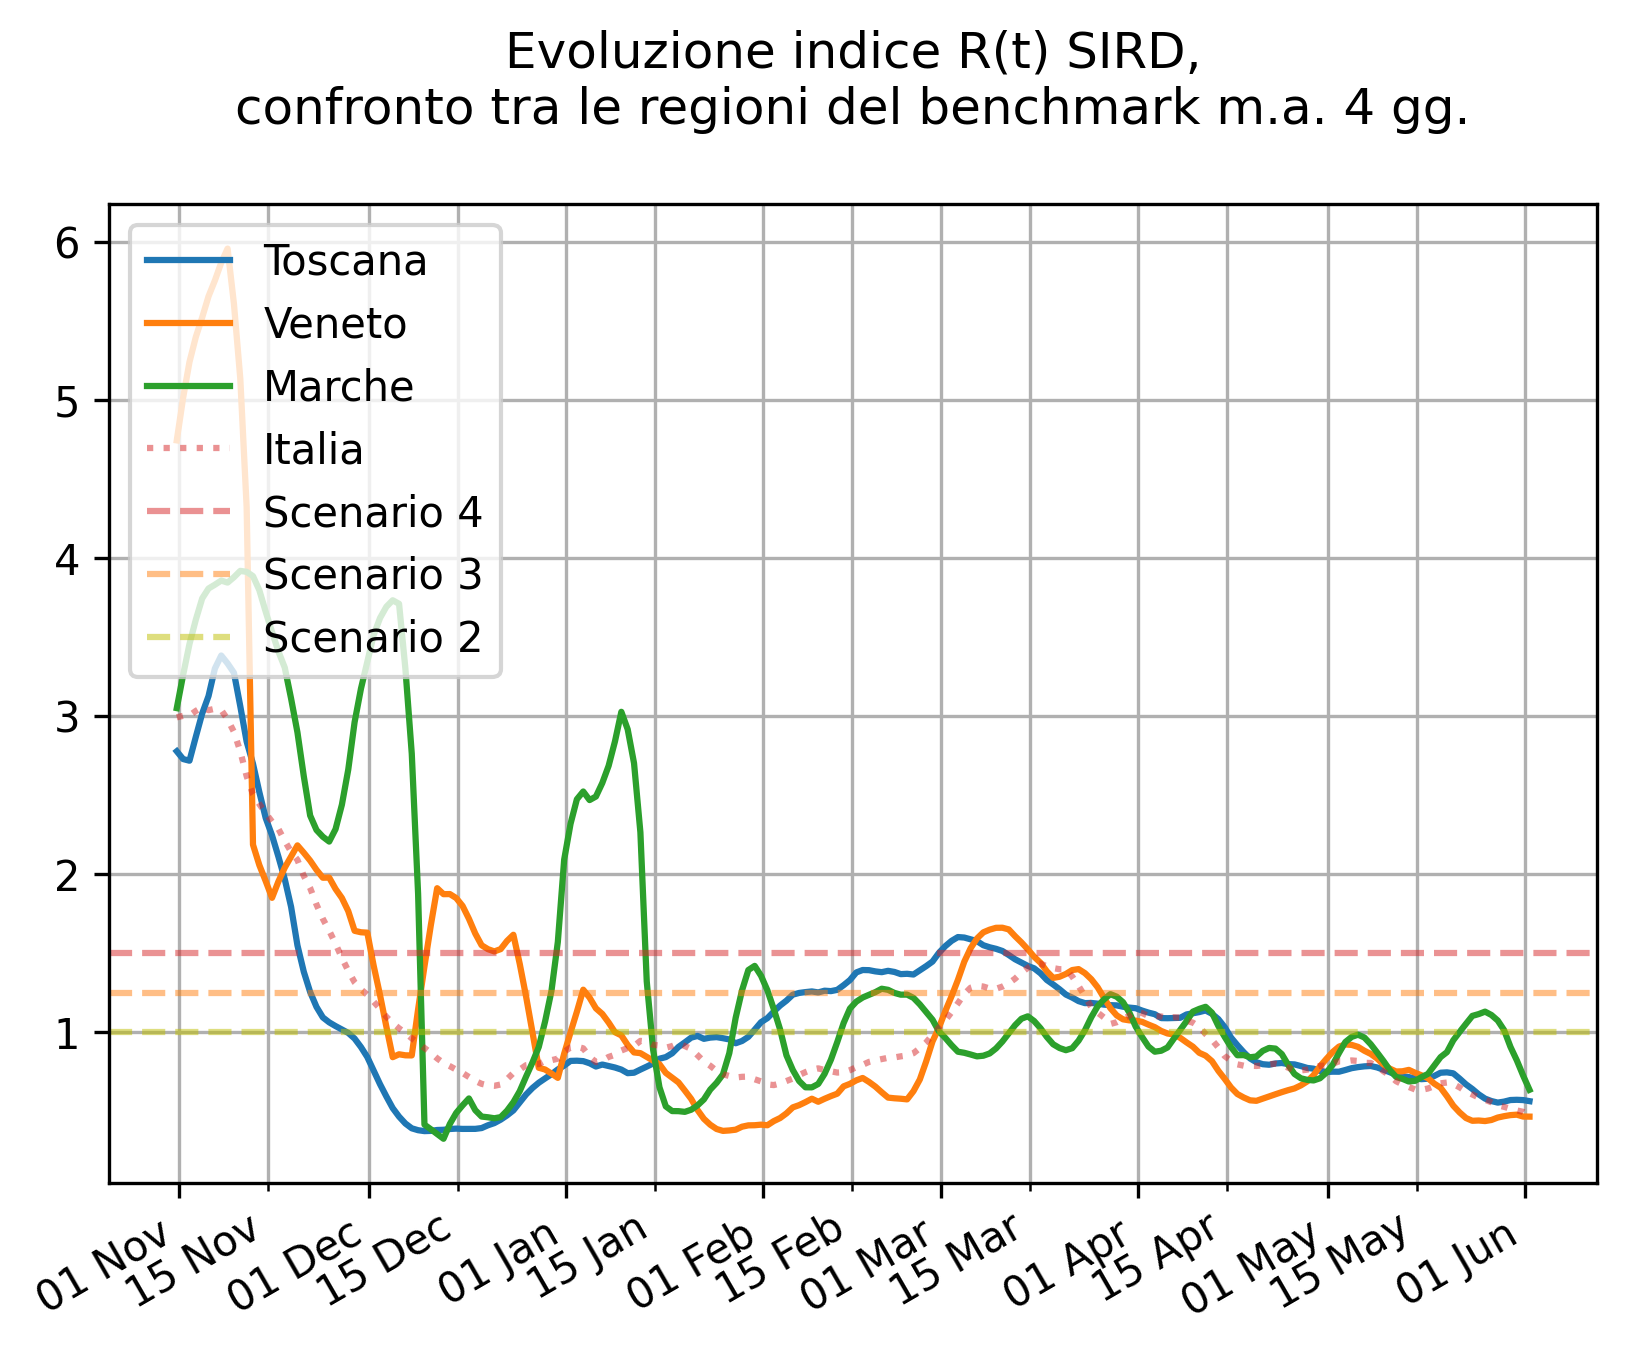 Evoluzione indice R(t) SIRD,
confronto tra le regioni del benchmark m.a. 4 gg.
6
5
4
3
2
1
Toscana
Veneto
Marche
Italia
Scenario 4
Scenario 3
Scenario 2
01 Nov
15 Nov
01 Dec
15 Dec
01 Jan
15 Jan
01 Feb
15 Feb
01 Mar
15 Mar
01 Apr
15 Apr
01 May
15 May
01 Jun